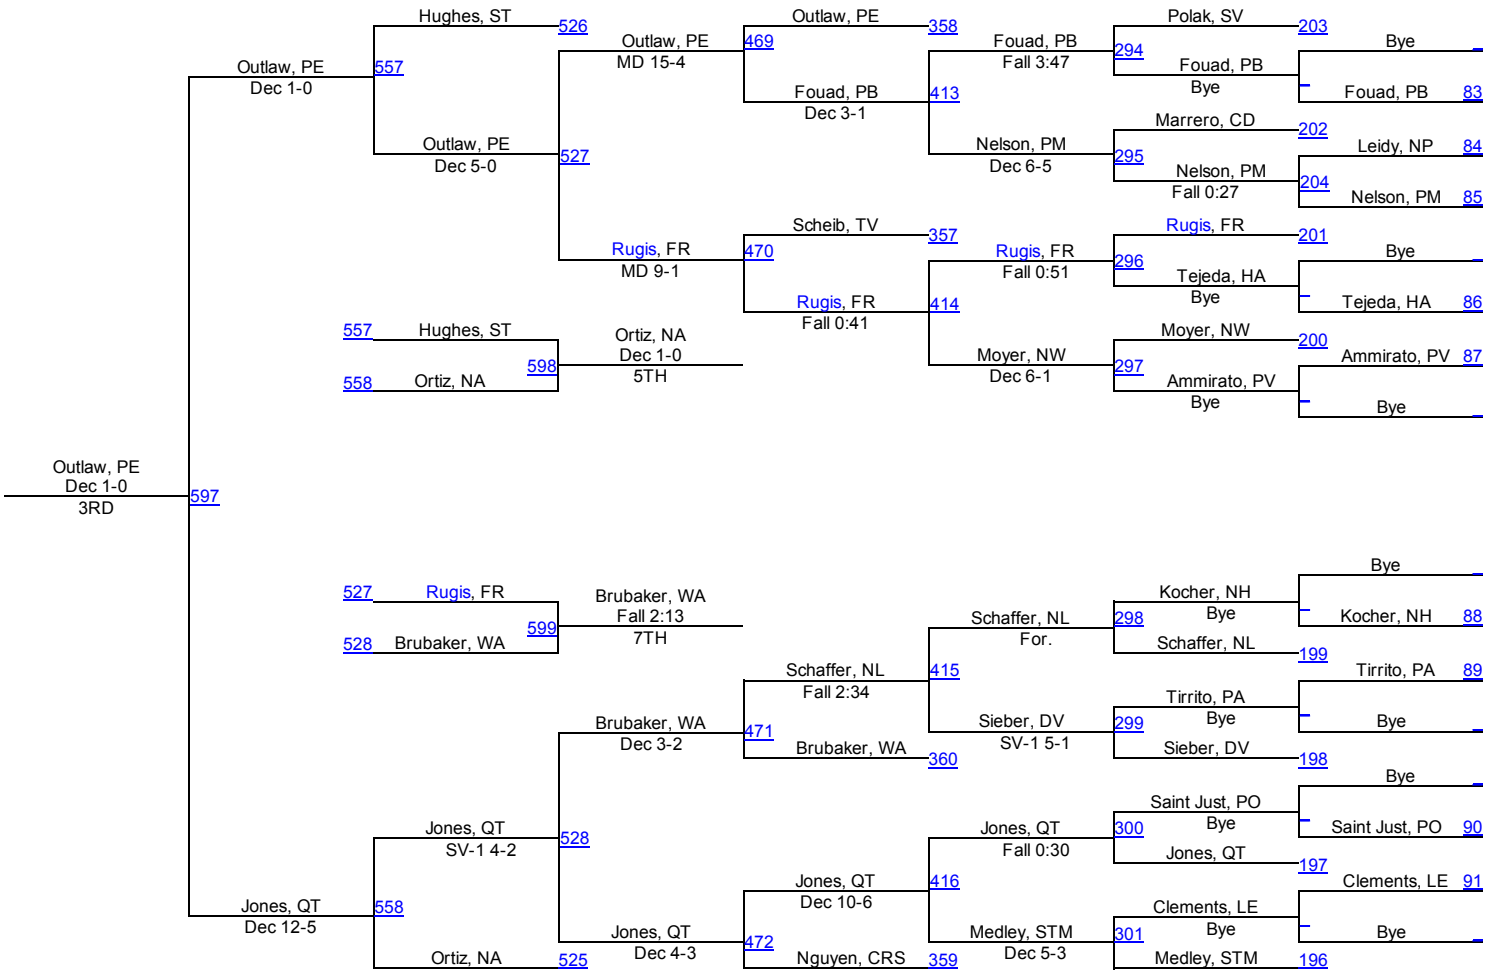 Hughes, ST 526
Outlaw, PE 358
Polak, SV 203
Outlaw, PE 469
Fouad, PB 294
Bye
MD 15-4
Fall 3:47
Outlaw, PE 557
Fouad, PB
Dec 1-0
Bye
Fouad, PB 413
Fouad, PB 83
Dec 3-1
Marrero, CD 202
Outlaw, PE 527
Nelson, PM 295
Leidy, NP 84
Dec 5-0
Dec 6-5
Nelson, PM 204
Fall 0:27
Nelson, PM 85
Scheib, TV 357
Rugis, FR 201
Rugis, FR 470
Rugis, FR 296
Bye
MD 9-1
Fall 0:51
Tejeda, HA
Bye
Rugis, FR 414
Tejeda, HA 86
Fall 0:41
557 Hughes, ST
Ortiz, NA
Moyer, NW 200
598
Dec 1-0
Moyer, NW 297
Ammirato, PV 87
5TH
Dec 6-1
558 Ortiz, NA
Ammirato, PV
Bye
Bye
Outlaw, PE
Dec 1-0
597
3RD
Bye
527 Rugis, FR
Brubaker, WA
Kocher, NH
Fall 2:13
Bye
599
Schaffer, NL 298
Kocher, NH 88
7TH
For.
528 Brubaker, WA
Schaffer, NL 199
Schaffer, NL 415
Tirrito, PA 89
Fall 2:34
Tirrito, PA
Brubaker, WA 471
Sieber, DV 299
Bye
Bye
Dec 3-2
SV-1 5-1
Brubaker, WA 360
Sieber, DV 198
Bye
Saint Just, PO
Jones, QT 528
Jones, QT 300
Bye
Saint Just, PO 90
SV-1 4-2
Fall 0:30
Jones, QT 197
Jones, QT 416
Clements, LE 91
Dec 10-6
Jones, QT 558
Clements, LE
Dec 12-5
Bye
Jones, QT 472
Medley, STM 301
Bye
Dec 4-3
Dec 5-3
Ortiz, NA 525
Nguyen, CRS 359
Medley, STM 196